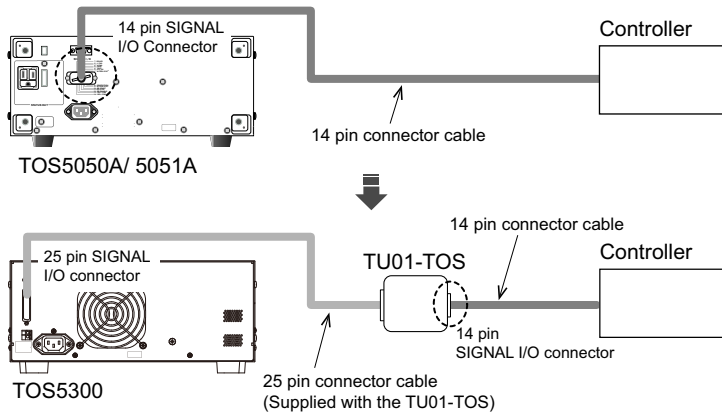 14 pin SIGNAL
I/O Connector
Controller
14 pin connector cable
TOS5050A/ 5051A
14 pin connector cable
25 pin SIGNAL
I/O connector
TU01-TOS
Controller
14 pin
SIGNAL I/O connector
TOS5300
25 pin connector cable
(Supplied with the TU01-TOS)